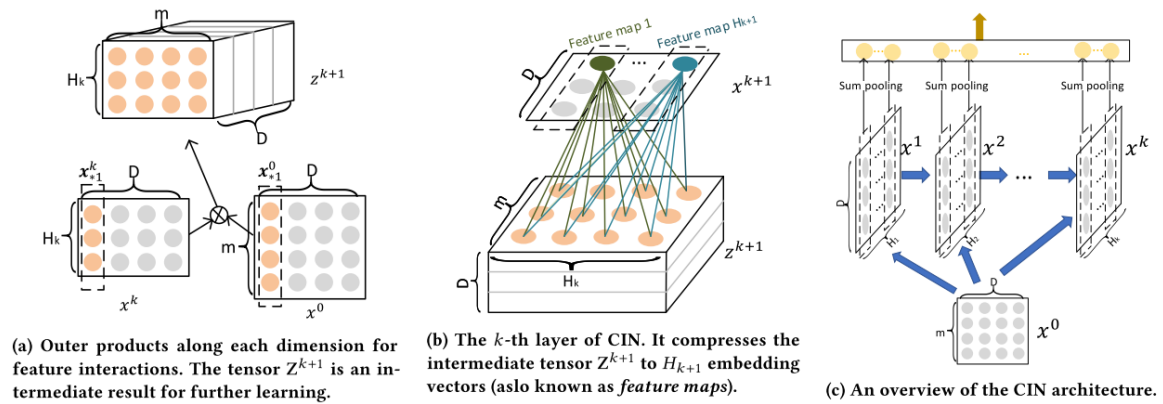 m
H_k
z^{k+1}
D
x^k_{*1}
D
x^0_{*1}
D
H_k
m
x^k
x^0
(a) Outer products along each dimension for
feature interactions. The tensor Z^{k+1} is an in-
termediate result for further learning.
Feature map 1
Feature map H_{k+1}
D
...
x^{k+1}
m
z^{k+1}
D
H_k
(b) The k-th layer of CIN. It compresses the
intermediate tensor Z^{k+1} to H_{k+1} embedding
vectors (aslo known as feature maps).
...
Sum pooling
Sum pooling
Sum pooling
x^1
x^2
x^k
D
...
H_1
H_2
H_k
D
m
x^0
(c) An overview of the CIN architecture.